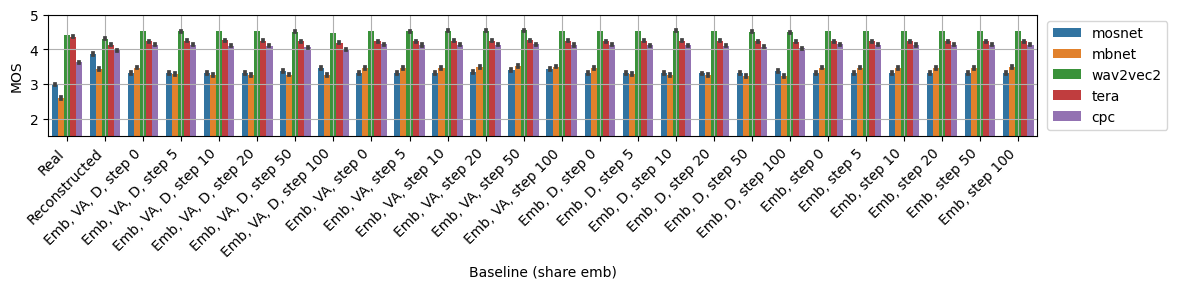 MOS
5
4
3
2
Real
Reconstructed
Emb, VA, D, step 0
Emb, VA, D, step 5
Emb, VA, D, step 10
Emb, VA, D, step 20
Emb, VA, D, step 50
Emb, VA, D, step 100
Emb, VA, step 0
Emb, VA, step 5
Emb, VA, step 10
Emb, VA, step 20
Emb, VA, step 50
Emb, VA, step 100
Emb, D, step 0
Emb, D, step 5
Emb, D, step 10
Emb, D, step 20
Emb, D, step 50
Emb, D, step 100
Emb, step 0
Emb, step 5
Emb, step 10
Emb, step 20
Emb, step 50
Emb, step 100
Baseline (share emb)
mosnet
mbnet
wav2vec2
tera
cpc